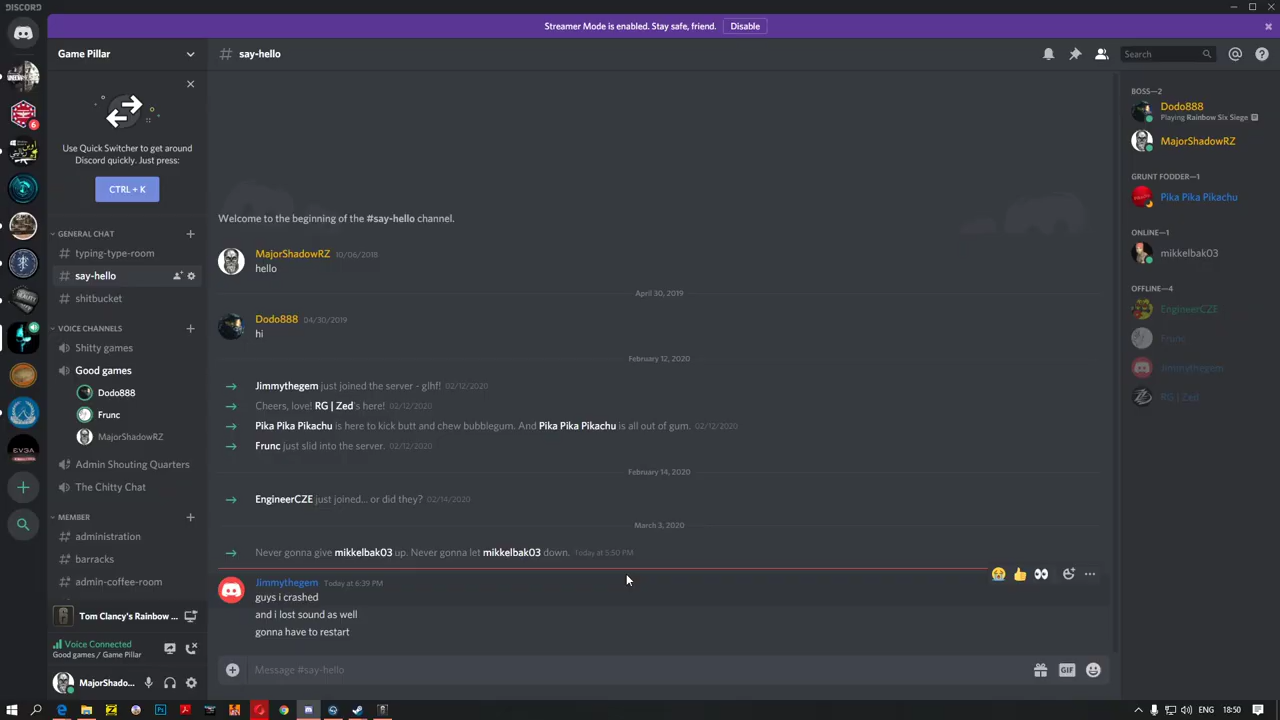 DISCORD
Streamer Mode is enabled. Stay safe, friend. Disable
Game Pillar
say-hello
Search
Use Quick Switcher to get around
Discord quickly. Just press:
CTRL + K
6
GENERAL CHAT
typing-type-room
say-hello
shitbucket
VOICE CHANNELS
Shitty games
Good games
Dodo888
Frunc
MajorShadowRZ
Admin Shouting Quarters
The Chitty Chat
MEMBER
# administration
# barracks
# admin-coffee-room
Tom Clancy's Rainbow ...
Voice Connected
Good games / Game Pillar
MajorShado...
EVGA
Welcome to the beginning of the #say-hello channel.
MajorShadowRZ 10/06/2018
hello
April 30, 2019
Dodo888 04/30/2019
hi
February 12, 2020
Jimmythegem just joined the server - glhf! 02/12/2020
Cheers, love! RG | Zed's here! 02/12/2020
Pika Pika Pikachu is here to kick butt and chew bubblegum. And Pika Pika Pikachu is all out of gum. 02/12/2020
Frunc just slid into the server. 02/12/2020
February 14, 2020
EngineerCZE just joined... or did they? 02/14/2020
March 3, 2020
Never gonna give mikkelbak03 up. Never gonna let mikkelbak03 down. Today at 5:50 PM
Jimmythegem Today at 6:39 PM
guys i crashed
and i lost sound as well
gonna have to restart
Message #say-hello
GIF
BOSS—2
Dodo888
Playing Rainbow Six Siege
MajorShadowRZ
GRUNT FODDER—1
Pika Pika Pikachu
ONLINE—1
mikkelbak03
OFFLINE—4
EngineerCZE
Frunc
Jimmythegem
RG | Zed
ENG 18:50